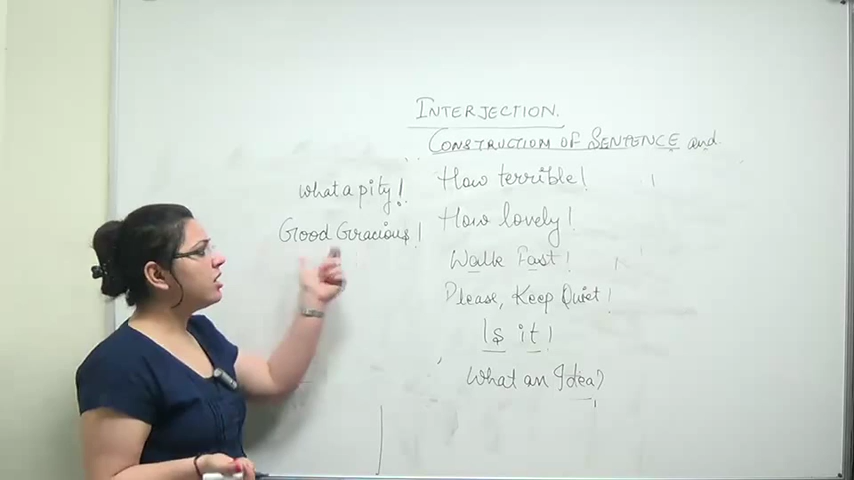 INTERJECTION.
CONSTRUCTION OF SENTENCE and
What a pity!
Good Gracious!
How terrible!
How lovely!
Walk Fast!
Please, Keep Quiet!
Is it!
What an Idea?